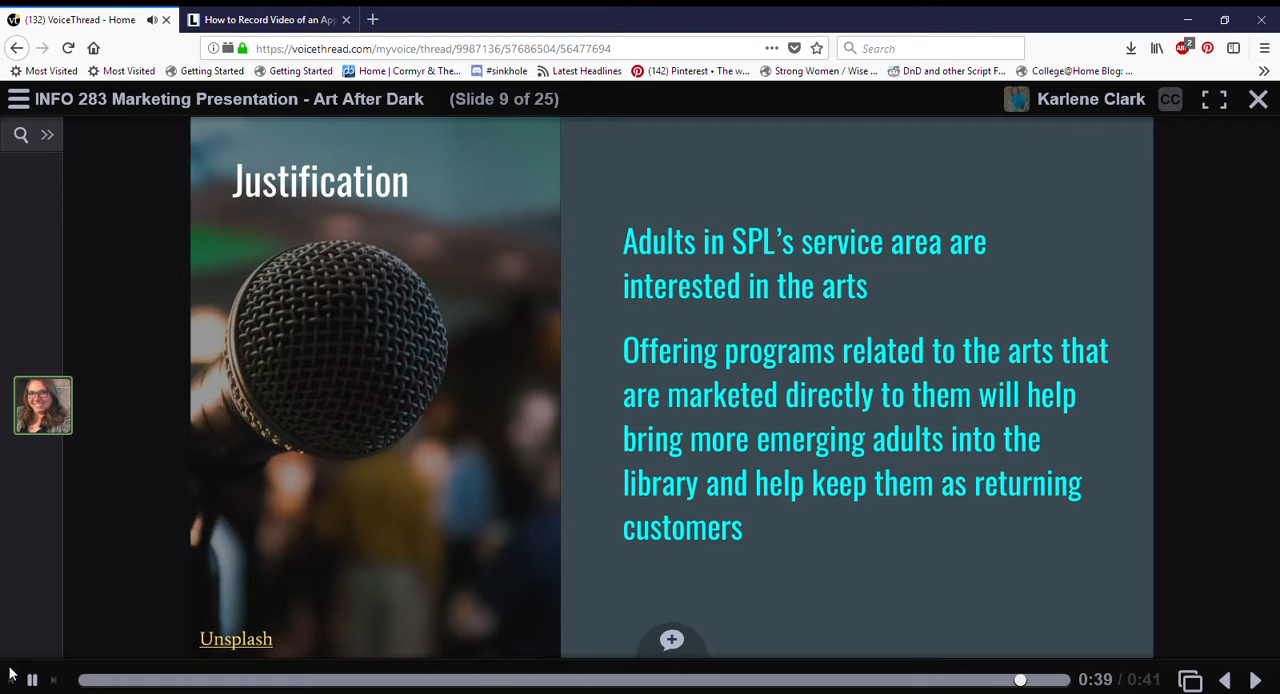 (132) VoiceThread - Home
How to Record Video of an App
https://voicethread.com/myvoice/thread/9987136/57686504/56477694
Search
2
Most Visited
Most Visited
Getting Started
Getting Started
Home | Cormyr & The...
#sinkhole
Latest Headlines
(142) Pinterest • The w...
Strong Women / Wise ...
DnD and other Script F...
College@Home Blog: ...
INFO 283 Marketing Presentation - Art After Dark (Slide 9 of 25)
Karlene Clark
CC
Justification
Adults in SPL’s service area are
interested in the arts
Offering programs related to the arts that
are marketed directly to them will help
bring more emerging adults into the
library and help keep them as returning
customers
Unsplash
0:39 / 0:41